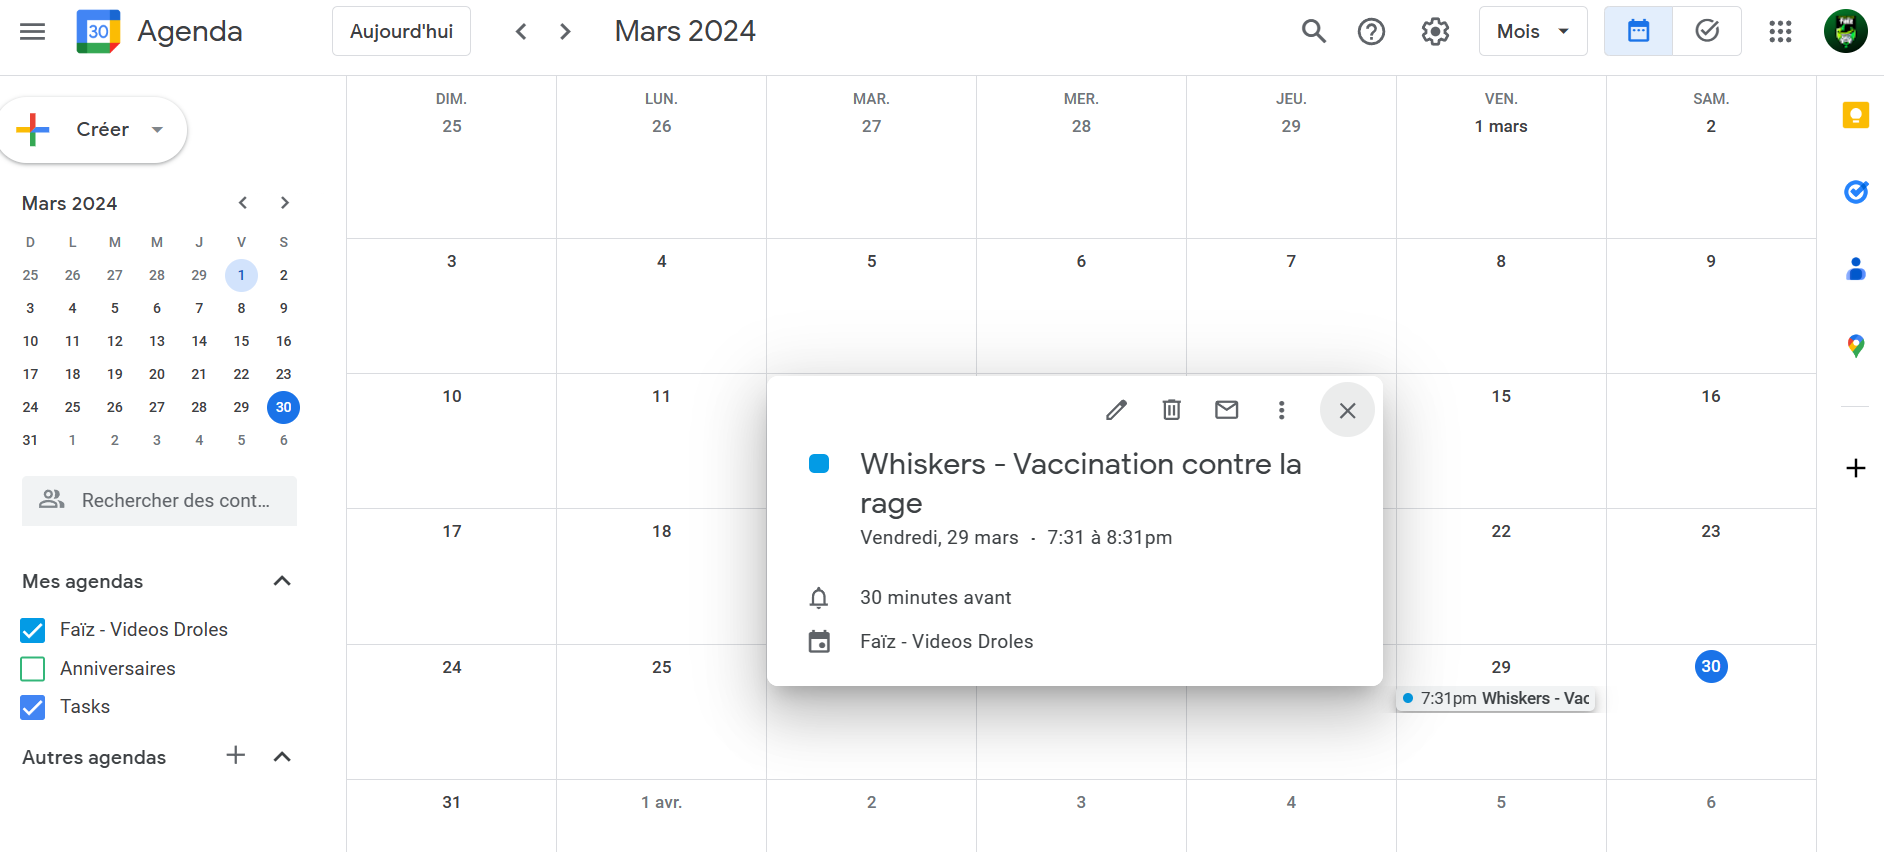 30
Agenda
Aujourd'hui
Mars 2024
Mois
Créer
Mars 2024
D L M M J V S
25 26 27 28 29 1 2
3 4 5 6 7 8 9
10 11 12 13 14 15 16
17 18 19 20 21 22 23
24 25 26 27 28 29 30
31 1 2 3 4 5 6
Rechercher des cont...
Mes agendas
Faïz - Videos Droles
Anniversaires
Tasks
Autres agendas
DIM. LUN. MAR. MER. JEU. VEN. SAM.
25 26 27 28 29 1 mars 2
3 4 5 6 7 8 9
10 11 15 16
17 18 22 23
24 25 29 30
7:31pm Whiskers - Vac
31 1 avr. 2 3 4 5 6
Whiskers - Vaccination contre la
rage
Vendredi, 29 mars · 7:31 à 8:31pm
30 minutes avant
Faïz - Videos Droles